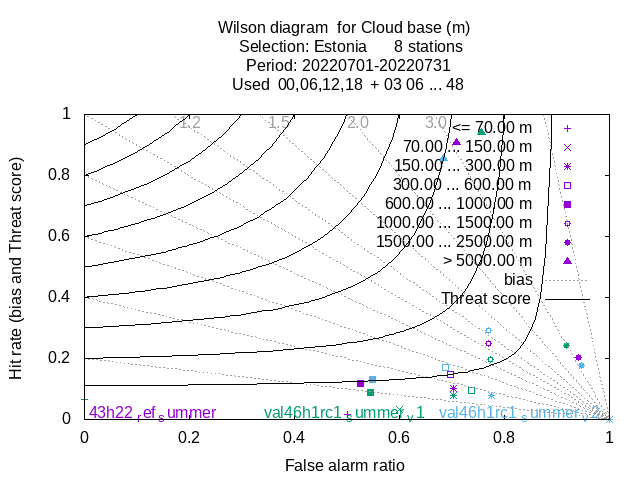 Wilson diagram for Cloud base (m)
Selection: Estonia 8 stations
Period: 20220701-20220731
Used 00,06,12,18 + 03 06 ... 48
1.2 1.5 2.0 3.0
<= 70.00 m
70.00 ... 150.00 m
150.00 ... 300.00 m
300.00 ... 600.00 m
600.00 ... 1000.00 m
1000.00 ... 1500.00 m
1500.00 ... 2500.00 m
> 5000.00 m
bias
Threat score
Hit rate (bias and Threat score)
1
0.8
0.6
0.4
0.2
0
43h22_ref_summer val46h1rc1_summer_v1 val46h1rc1_summer_v2
0 0.2 0.4 0.6 0.8 1
False alarm ratio